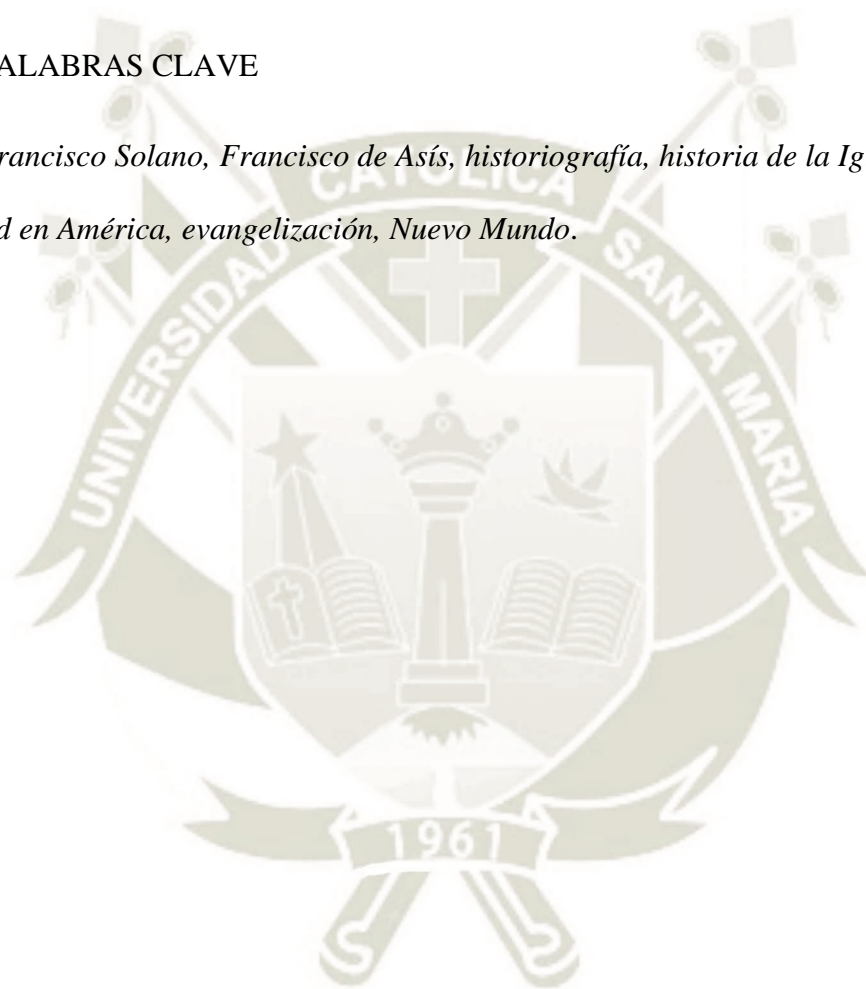 ALABRAS CLAVE
rancisco Solano, Francisco de Asís, historiografía, historia de la Ig
d en América, evangelización, Nuevo Mundo.
UNIVERSIDAD CATOLICA SANTA MARIA
1961